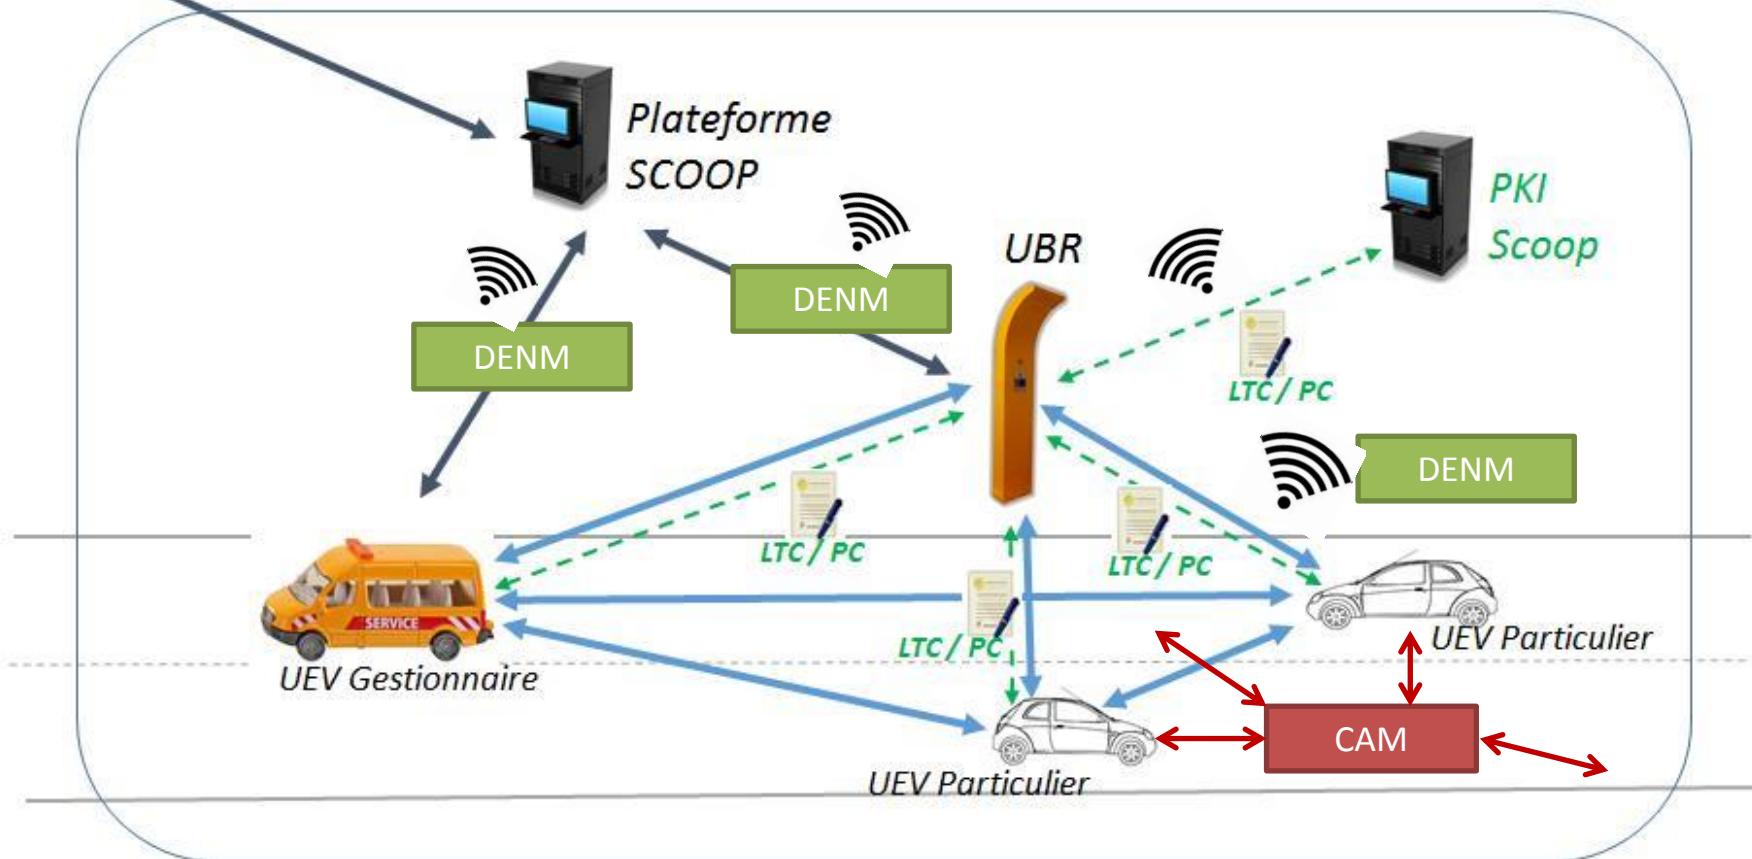 Plateforme
SCOOP
PKI
Scoop
UBR
DENM
DENM
LTC / PC
DENM
LTC / PC
LTC / PC
SERVICE
LTC / PC
UEV Particulier
UEV Gestionnaire
CAM
UEV Particulier